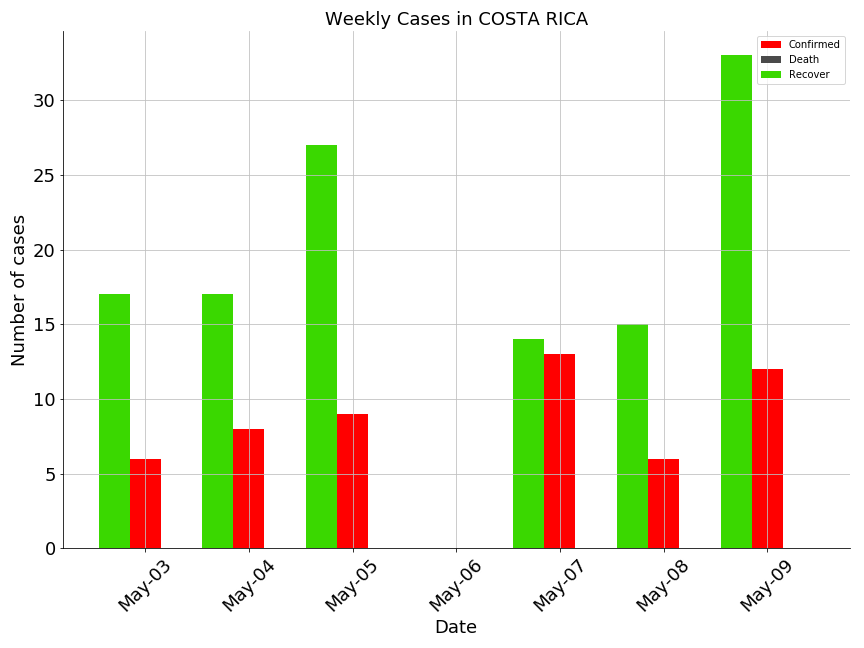 Weekly Cases in COSTA RICA
Confirmed
Death
Recover
Number of cases
30
25
20
15
10
5
0
May-03
May-04
May-05
May-06
May-07
May-08
May-09
Date